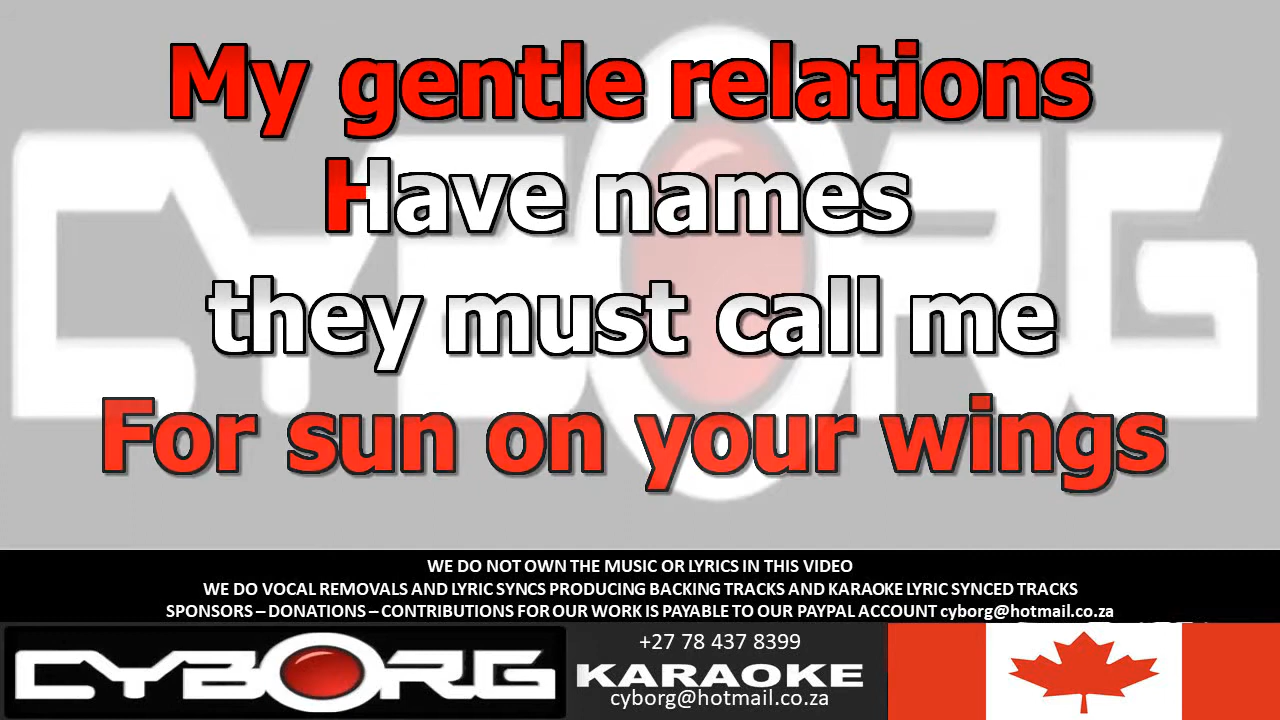 My gentle relations
Have names
they must call me
For sun on your wings
WE DO NOT OWN THE MUSIC OR LYRICS IN THIS VIDEO
WE DO VOCAL REMOVALS AND LYRIC SYNCS PRODUCING BACKING TRACKS AND KARAOKE LYRIC SYNCED TRACKS
SPONSORS – DONATIONS – CONTRIBUTIONS FOR OUR WORK IS PAYABLE TO OUR PAYPAL ACCOUNT cyborg@hotmail.co.za
CYBORG
+27 78 437 8399
KARAOKE
cyborg@hotmail.co.za
CYBORG